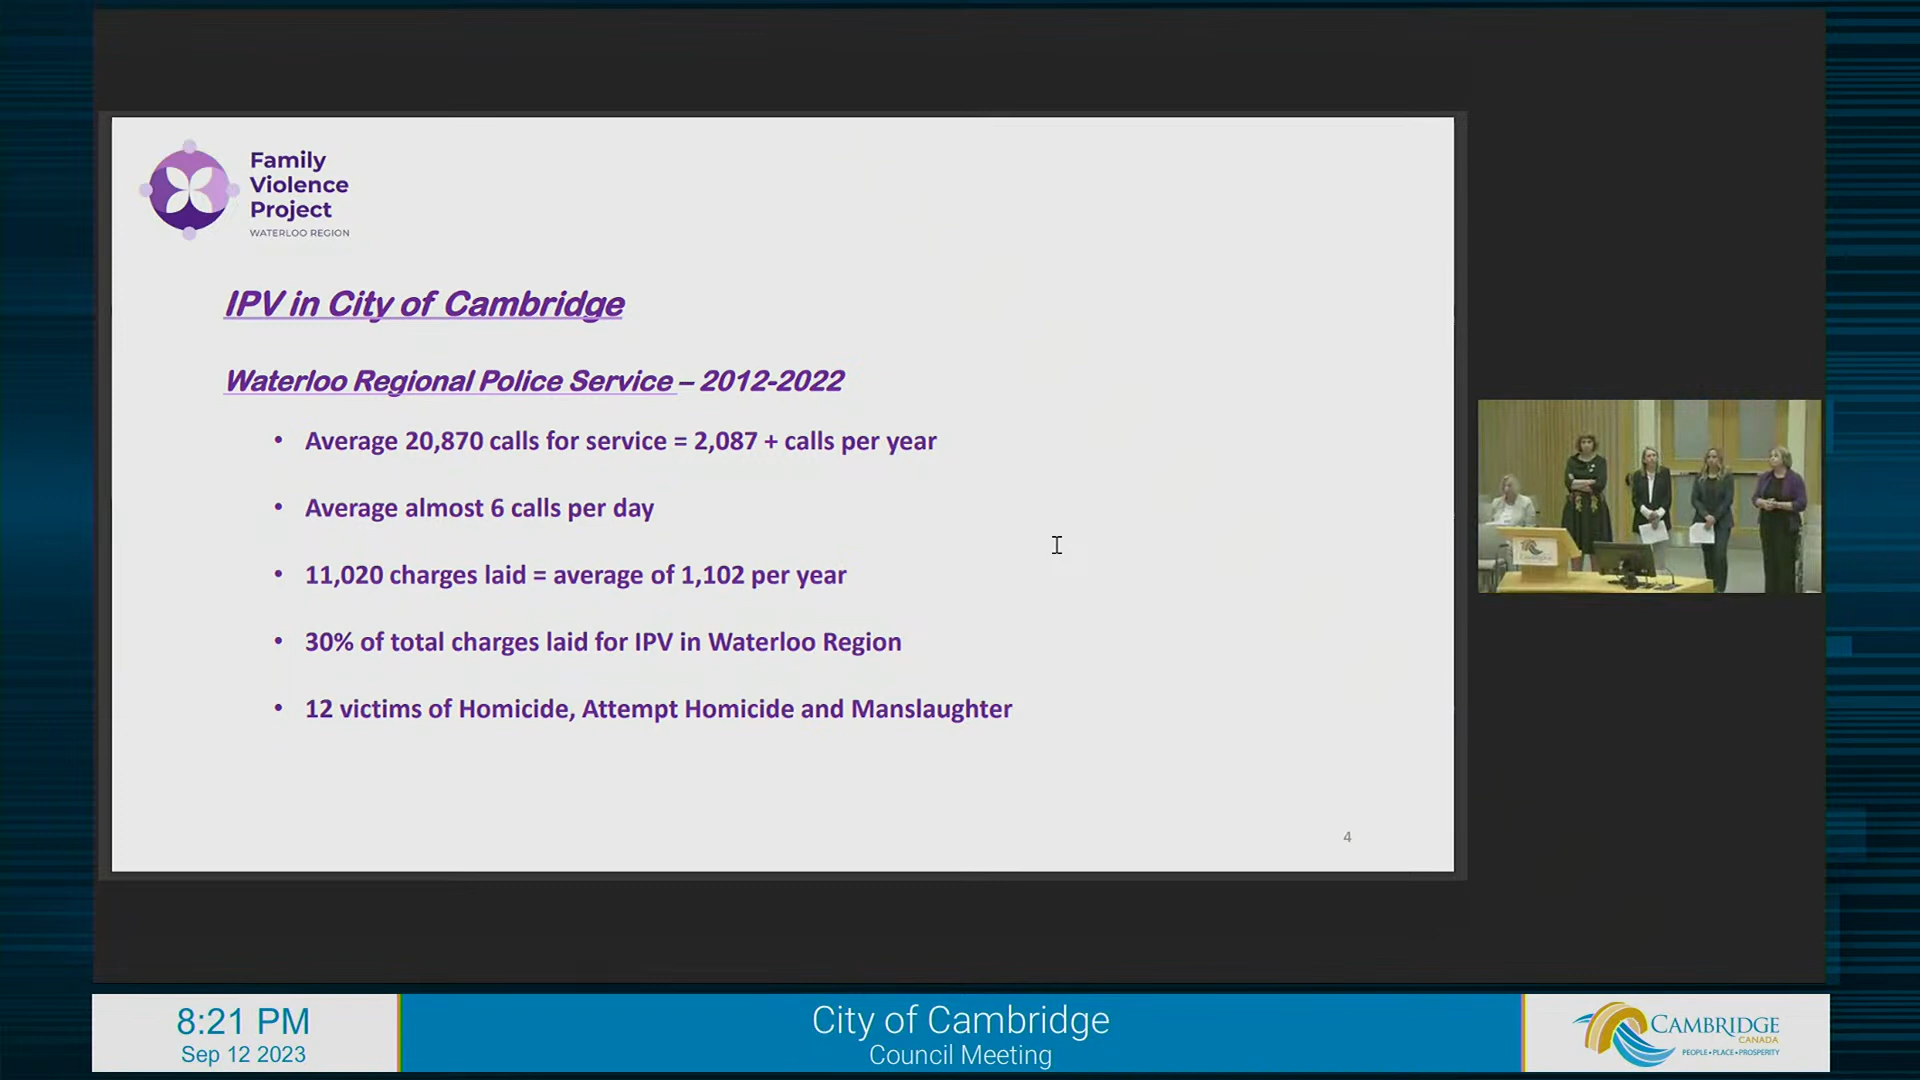 Family
Violence
Project
WATERLOO REGION
IPV in City of Cambridge
Waterloo Regional Police Service – 2012-2022
• Average 20,870 calls for service = 2,087 + calls per year
• Average almost 6 calls per day
• 11,020 charges laid = average of 1,102 per year
• 30% of total charges laid for IPV in Waterloo Region
• 12 victims of Homicide, Attempt Homicide and Manslaughter
4
8:21 PM
Sep 12 2023
City of Cambridge
Council Meeting
CAMBRIDGE
CANADA
PEOPLE • PLACE • PROSPERITY